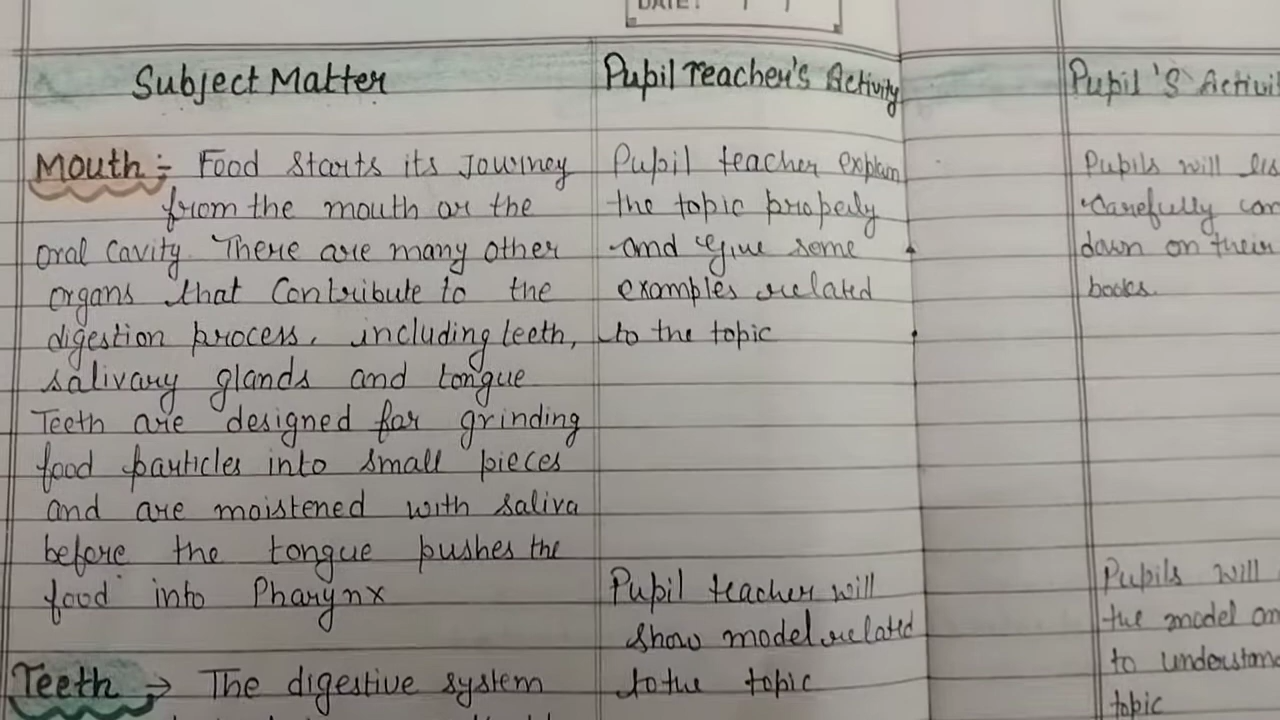 DATE: / /
Subject Matter
Mouth :- Food starts its Journey
from the mouth or the
oral cavity. There are many other
organs that contribute to the
digestion process, including teeth,
salivary glands and tongue
Teeth are designed for grinding
food particles into small pieces
and are moistened with saliva
before the tongue pushes the
food into Pharynx
Teeth → The digestive system
Pupil Teacher's Activity
Pupil teacher explain
the topic properly
and give some
examples related
to the topic
Pupil teacher will
show model related
to the topic
Pupil's Activi
Pupils will lis
Carefully
down on their
books.
Pupils will
the model
to understan
topic